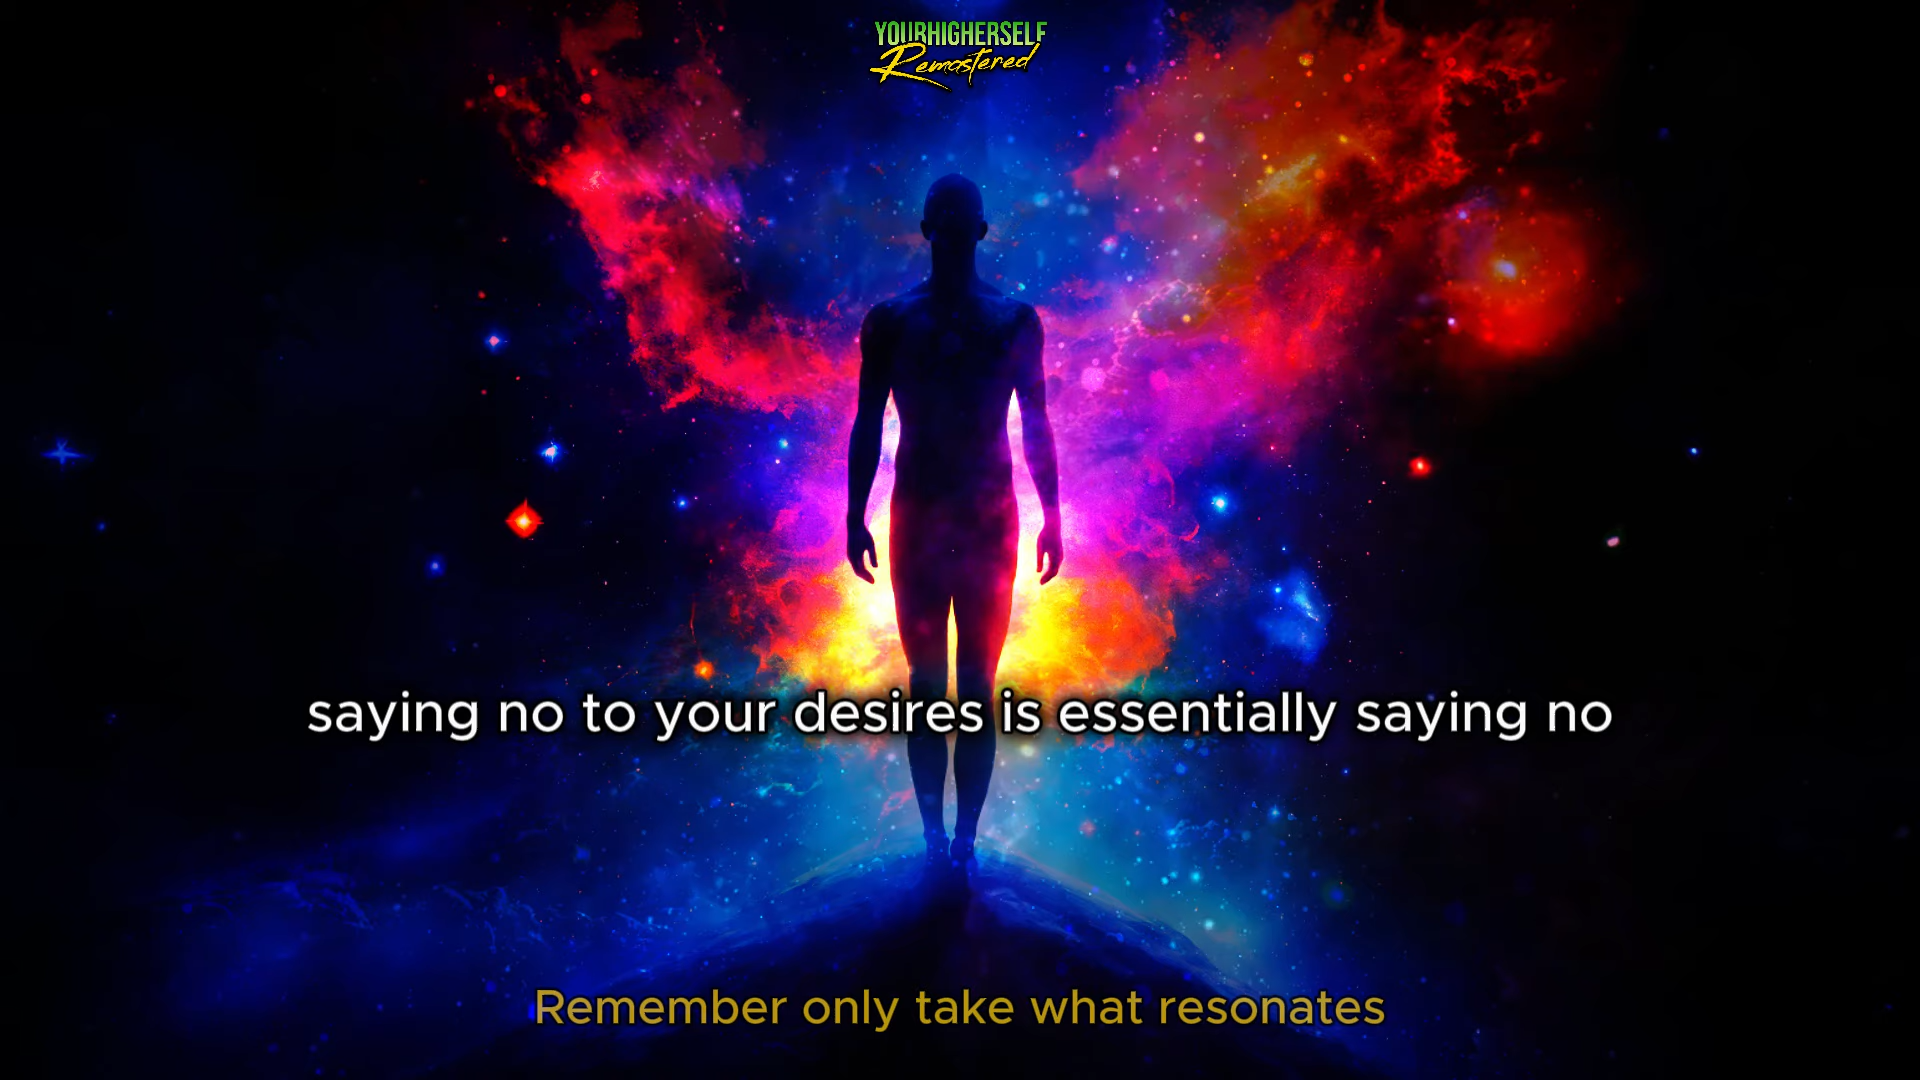 YOURHIGHERSELF
Remastered
saying no to your desires is essentially saying no
Remember only take what resonates